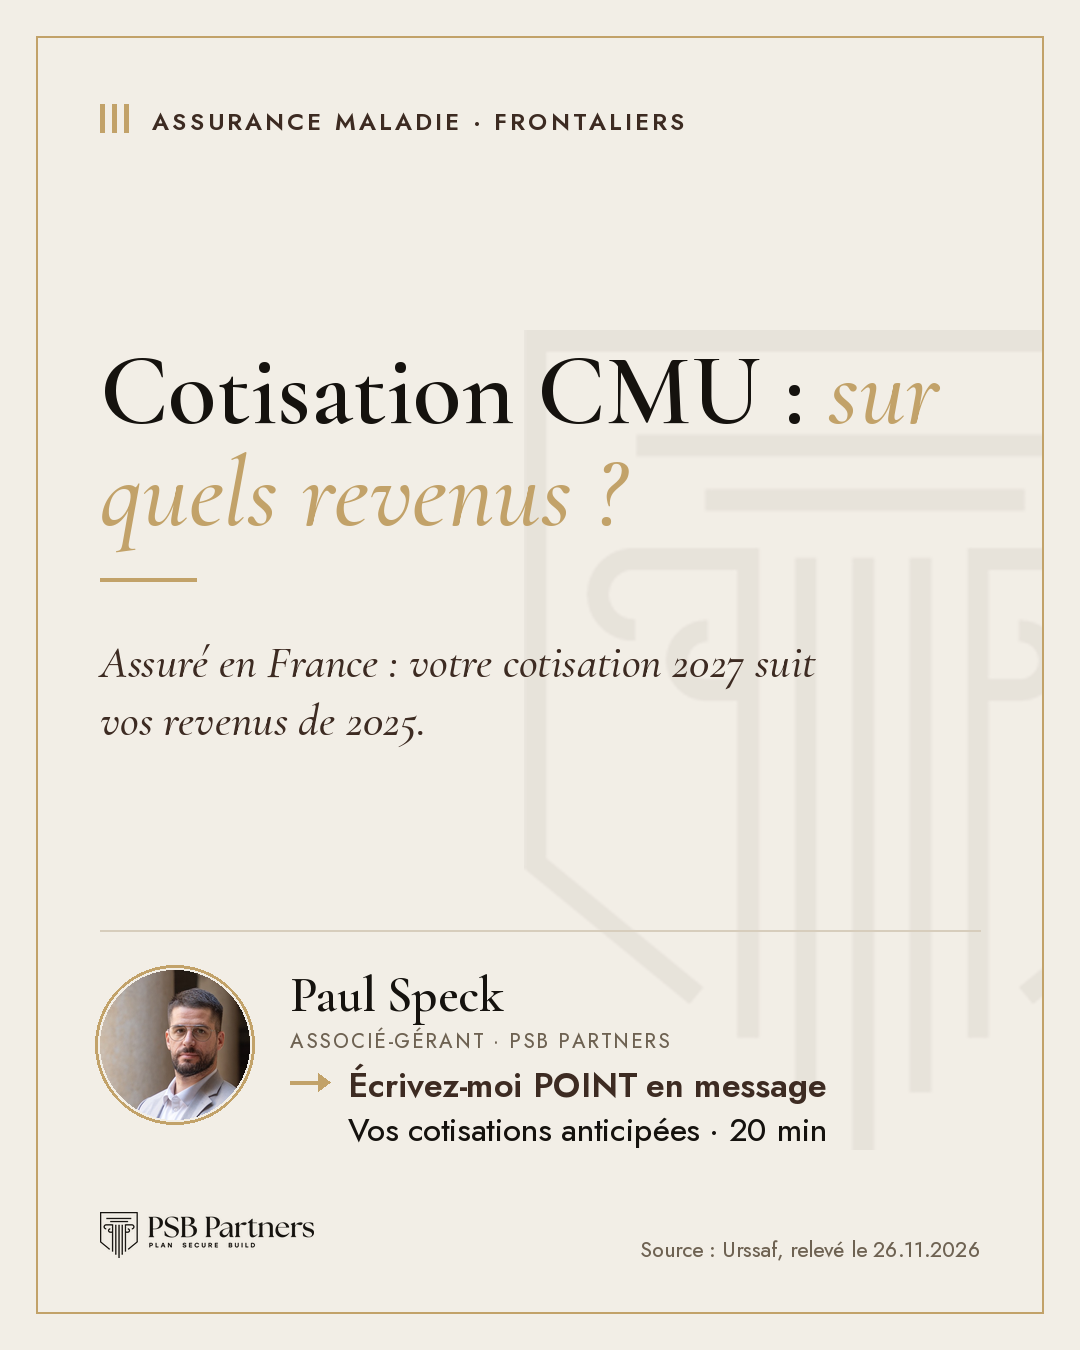 ASSURANCE MALADIE · FRONTALIERS
Cotisation CMU : sur
quels revenus ?
Assuré en France : votre cotisation 2027 suit
vos revenus de 2025.
Paul Speck
ASSOCIÉ-GÉRANT · PSB PARTNERS
Écrivez-moi POINT en message
Vos cotisations anticipées · 20 min
PSB Partners
PLAN SECURE BUILD
Source : Urssaf, relevé le 26.11.2026